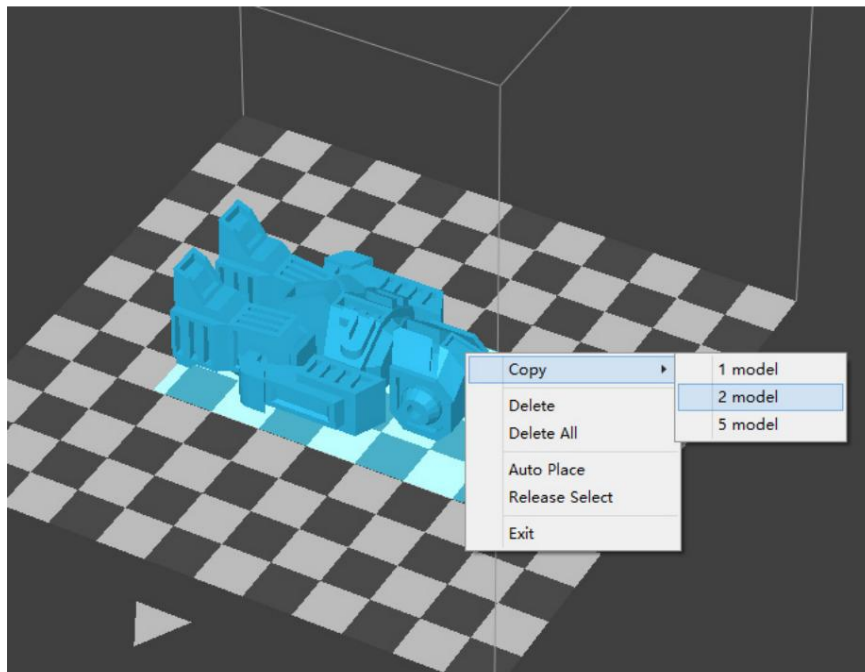 Copy
1 model
2 model
5 model
Delete
Delete All
Auto Place
Release Select
Exit